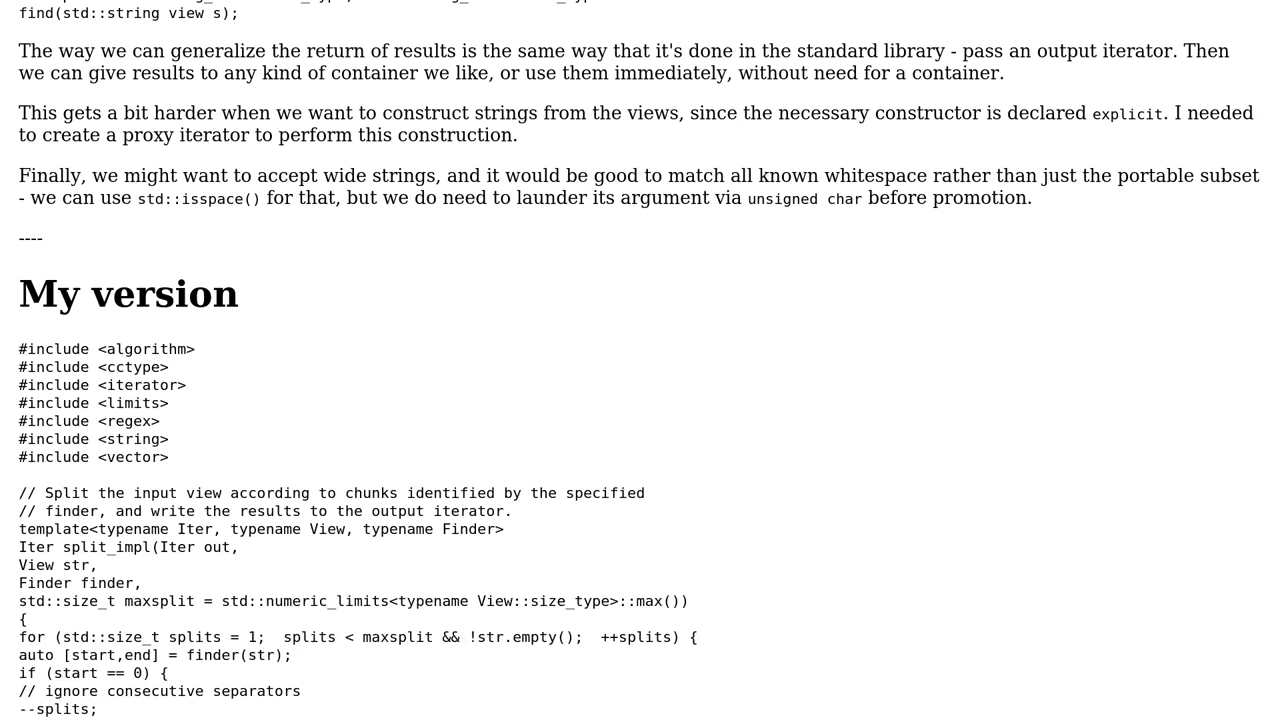 find(std::string view s);
The way we can generalize the return of results is the same way that it's done in the standard library - pass an output iterator. Then
we can give results to any kind of container we like, or use them immediately, without need for a container.
This gets a bit harder when we want to construct strings from the views, since the necessary constructor is declared explicit. I needed
to create a proxy iterator to perform this construction.
Finally, we might want to accept wide strings, and it would be good to match all known whitespace rather than just the portable subset
- we can use std::isspace() for that, but we do need to launder its argument via unsigned char before promotion.
----
My version
#include <algorithm>
#include <cctype>
#include <iterator>
#include <limits>
#include <regex>
#include <string>
#include <vector>
// Split the input view according to chunks identified by the specified
// finder, and write the results to the output iterator.
template<typename Iter, typename View, typename Finder>
Iter split_impl(Iter out,
View str,
Finder finder,
std::size_t maxsplit = std::numeric_limits<typename View::size_type>::max())
{
for (std::size_t splits = 1;  splits < maxsplit && !str.empty();  ++splits) {
auto [start,end] = finder(str);
if (start == 0) {
// ignore consecutive separators
--splits;